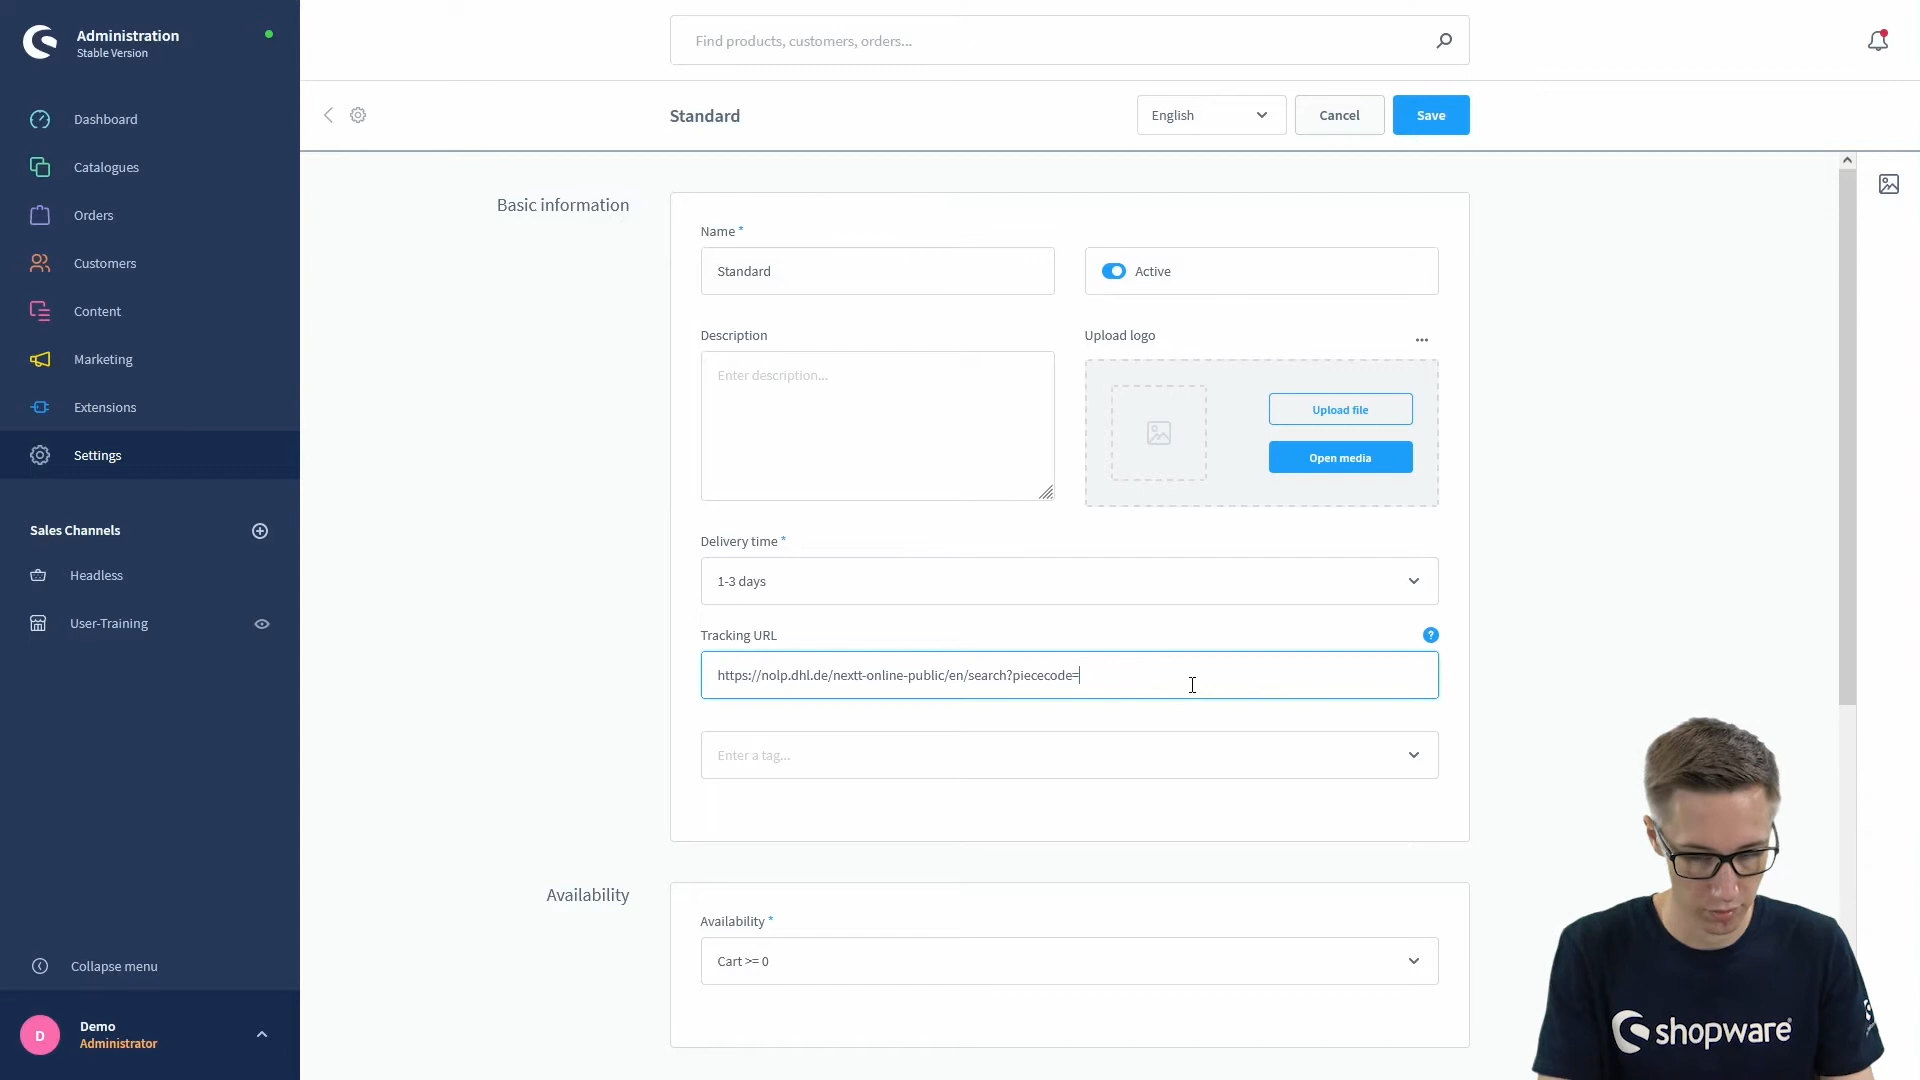 Administration
Stable Version
Find products, customers, orders...
Standard
English
Cancel
Save
Dashboard
Catalogues
Orders
Customers
Content
Marketing
Extensions
Settings
Sales Channels
Headless
User-Training
Collapse menu
D
Demo
Administrator
Basic information
Name *
Standard
Active
Description
Enter description...
Upload logo
Upload file
Open media
Delivery time *
1-3 days
Tracking URL
?
https://nolp.dhl.de/nextt-online-public/en/search?piececode=
Enter a tag...
Availability
Availability *
Cart >= 0
shopware